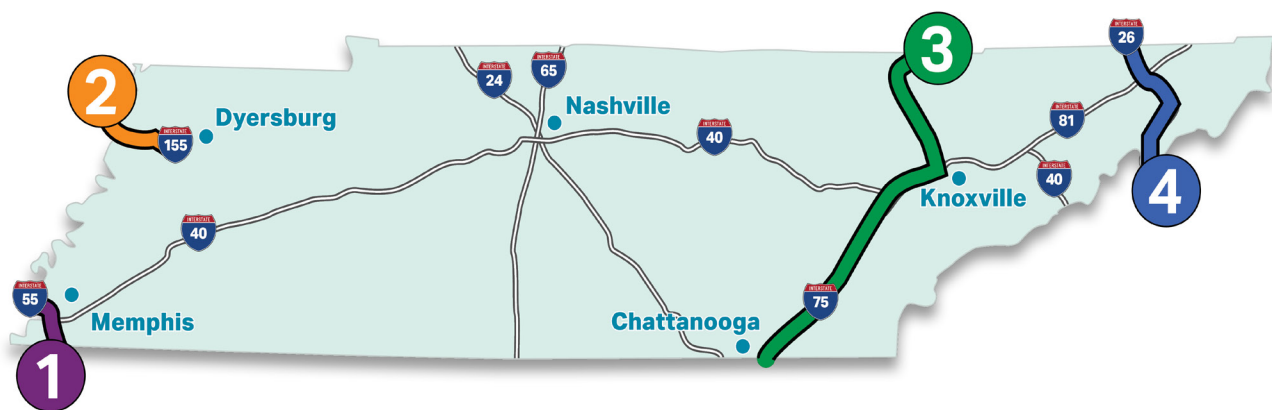 2
Dyersburg
INTERSTATE
155
INTERSTATE
24
INTERSTATE
65
Nashville
INTERSTATE
40
3
INTERSTATE
26
INTERSTATE
81
INTERSTATE
40
Knoxville
4
INTERSTATE
40
INTERSTATE
55
Memphis
1
Chattanooga
INTERSTATE
75